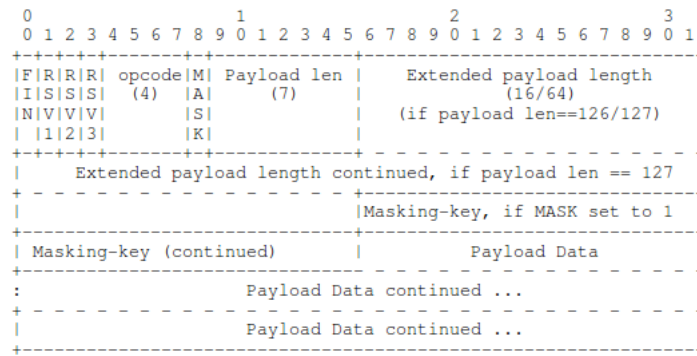 0                   1                   2                   3
 0 1 2 3 4 5 6 7 8 9 0 1 2 3 4 5 6 7 8 9 0 1 2 3 4 5 6 7 8 9 0 1
+-+-+-+-+-------+-+-------------+-------------------------------
|F|R|R|R| opcode|M| Payload len |    Extended payload length
|I|S|S|S|  (4)  |A|     (7)     |             (16/64)
|N|V|V|V|       |S|             |   (if payload len==126/127)
| |1|2|3|       |K|             |
+-+-+-+-+-------+-+-------------+ - - - - - - - - - - - - - - -
|     Extended payload length continued, if payload len == 127
+ - - - - - - - - - - - - - - - +-------------------------------
|                               |Masking-key, if MASK set to 1
+-------------------------------+-------------------------------
| Masking-key (continued)       |          Payload Data
+-------------------------------- - - - - - - - - - - - - - - -
:                     Payload Data continued ...
+ - - - - - - - - - - - - - - - - - - - - - - - - - - - - - - -
|                     Payload Data continued ...
+---------------------------------------------------------------